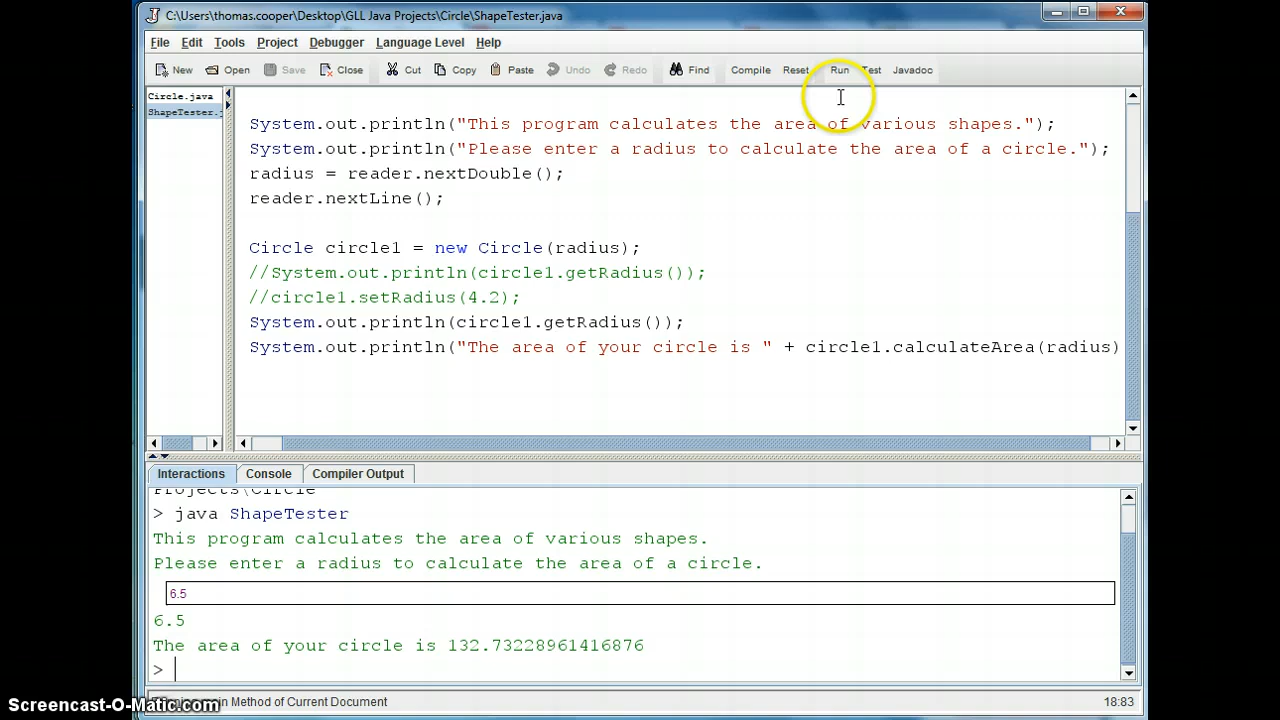 C:\Users\thomas.cooper\Desktop\GLL Java Projects\Circle\ShapeTester.java
File Edit Tools Project Debugger Language Level Help
New Open Save Close Cut Copy Paste Undo Redo Find Compile Reset Run Test Javadoc
Circle.java
ShapeTester.j
System.out.println("This program calculates the area of various shapes.");
System.out.println("Please enter a radius to calculate the area of a circle.");
radius = reader.nextDouble();
reader.nextLine();
Circle circle1 = new Circle(radius);
//System.out.println(circle1.getRadius());
//circle1.setRadius(4.2);
System.out.println(circle1.getRadius());
System.out.println("The area of your circle is " + circle1.calculateArea(radius)
Interactions Console Compiler Output
Projects\Circle
> java ShapeTester
This program calculates the area of various shapes.
Please enter a radius to calculate the area of a circle.
6.5
6.5
The area of your circle is 132.73228961416876
>
Screencast-O-Matic.com
main Method of Current Document
18:83